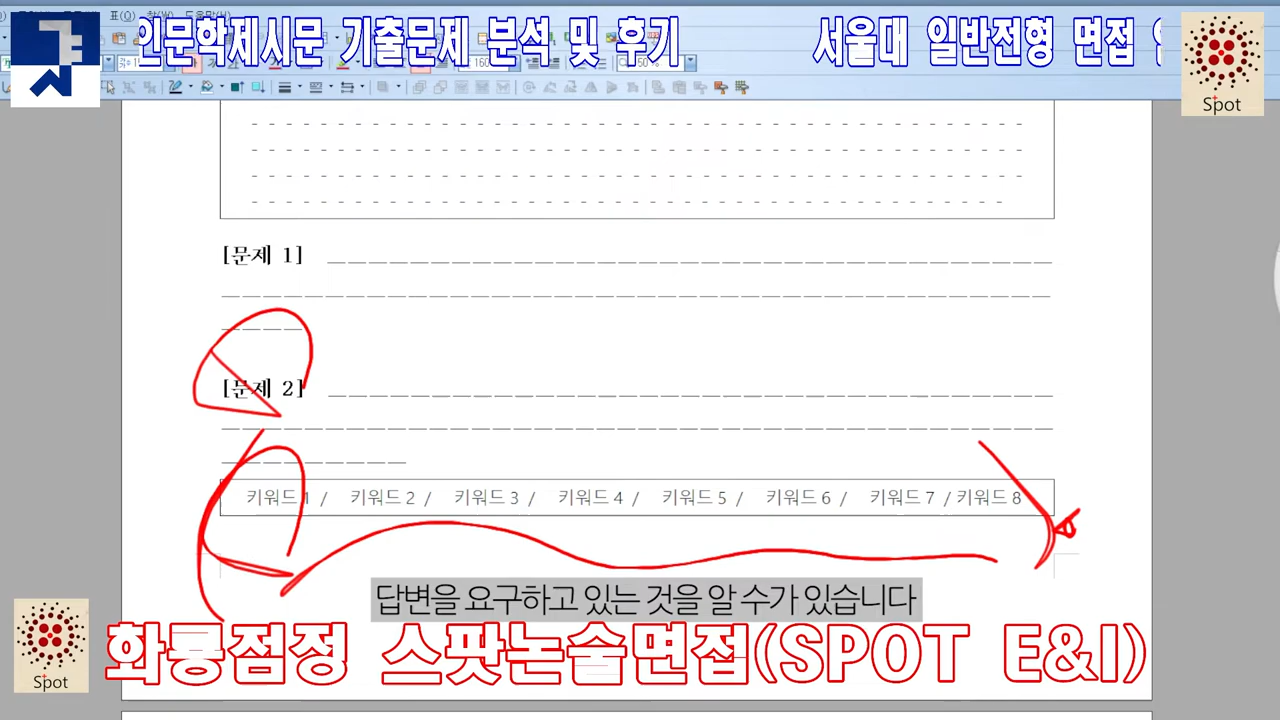 표(D)
인문학제시문 기출문제 분석 및 후기 서울대 일반전형 면접
Spot
[문제 1]
[문제 2]
키워드 1 / 키워드 2 / 키워드 3 / 키워드 4 / 키워드 5 / 키워드 6 / 키워드 7 / 키워드 8
답변을 요구하고 있는 것을 알 수가 있습니다
화룡점정 스팟논술면접(SPOT E&I)
Spot